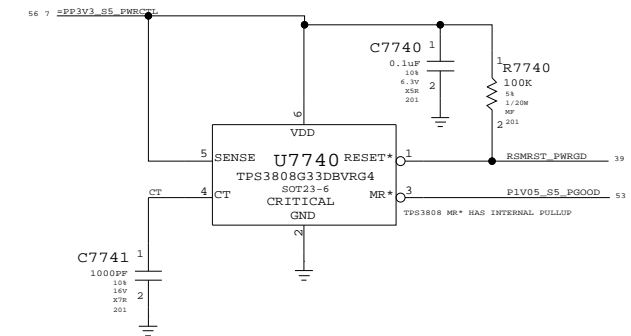 56 7 =PP3V3_S5_PWRCTL
C7740 1
0.1uF
10%
6.3V
X5R
201
2
1
R7740
100K
5%
1/20W
MF
201
2
6
VDD
5 SENSE
U7740
RESET* 1
RSMRST_PWRGD 39
TPS3808G33DBVRG4
SOT23-6
CRITICAL
CT 4 CT
MR* 3
P1V05_S5_PGOOD 53
GND
2
TPS3808 MR* HAS INTERNAL PULLUP
C7741 1
1000PF
10%
16V
X7R
201
2